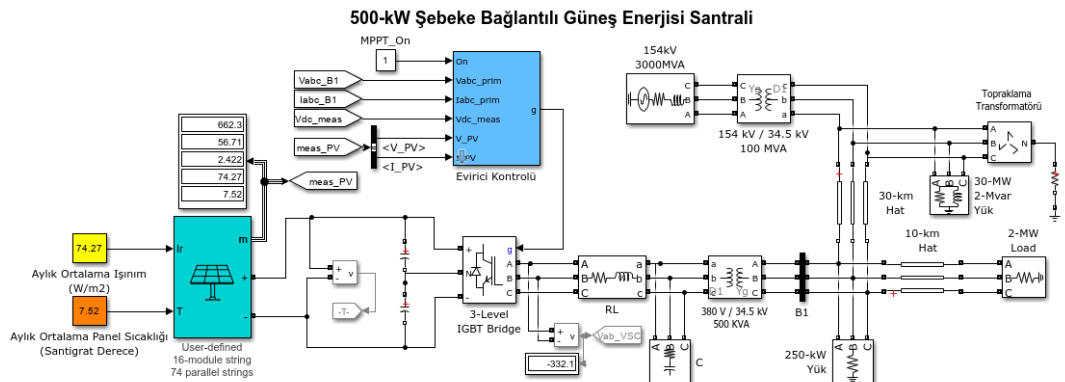 500-kW Şebeke Bağlantılı Güneş Enerjisi Santrali
MPPT_On
1
Vabc_B1
Iabc_B1
Vdc_meas
meas_PV
<V_PV>
<I_PV>
On
Vabc_prim
Iabc_prim
Vdc_meas
V_PV
I_PV
g
Evirici Kontrolü
662.3
56.71
2.422
74.27
7.52
meas_PV
74.27
Aylık Ortalama Işınım
(W/m2)
7.52
Aylık Ortalama Panel Sıcaklığı
(Santigrat Derece)
Ir
T
m
+
-
User-defined
16-module string
74 parallel strings
+
-
v
-T-
+
N
-
g
A
B
C
3-Level
IGBT Bridge
+
-
v
Vab_VSC
-332.1
A
B
C
A
B
C
RL
A
B
C
C
A
B
C
D1
Yg
a
b
c
380 V / 34.5 kV
500 KVA
B1
154kV
3000MVA
C
B
A
C
B
A
Yg
D1
c
b
a
154 kV / 34.5 kV
100 MVA
Topraklama
Transformatörü
A
B
C
N
A
B
C
30-MW
2-Mvar
Yük
30-km
Hat
10-km
Hat
+
2-MW
Load
A
B
C
250-kW
Yük
A
B
C